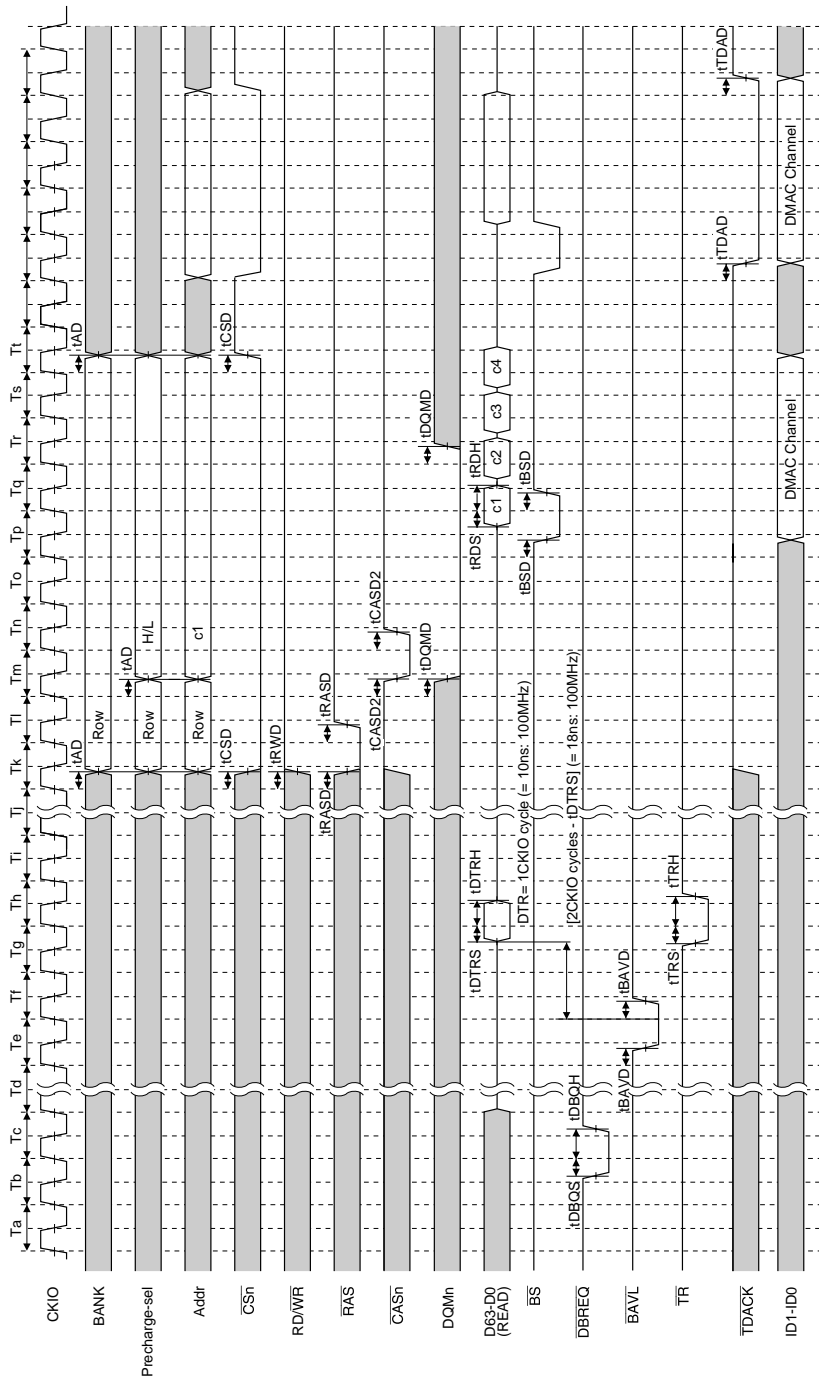 Ta Tb Tc Td Te Tf Tg Th Ti Tj Tk Tl Tm Tn To Tp Tq Tr Ts Tt
CKIO
tAD tAD
BANK Row
tAD
Precharge-sel Row H/L
Addr Row c1
tCSD tCSD
CSn
tRWD
RD/WR
tRASD tRASD
RAS
tCASD2 tCASD2
CASn
tDQMD tDQMD
DQMn
tDTRS tDTRH tRDS tRDH
D63-D0
(READ) c1 c2 c3 c4
DTR= 1CKIO cycle (= 10ns: 100MHz)
tBSD tBSD
BS
[2CKIO cycles - tDTRS] (= 18ns: 100MHz)
tDBQS tDBQH
DBREQ
tBAVD tBAVD
BAVL
tTRS tTRH
TR
tTDAD tTDAD
TDACK
ID1-ID0 DMAC Channel DMAC Channel